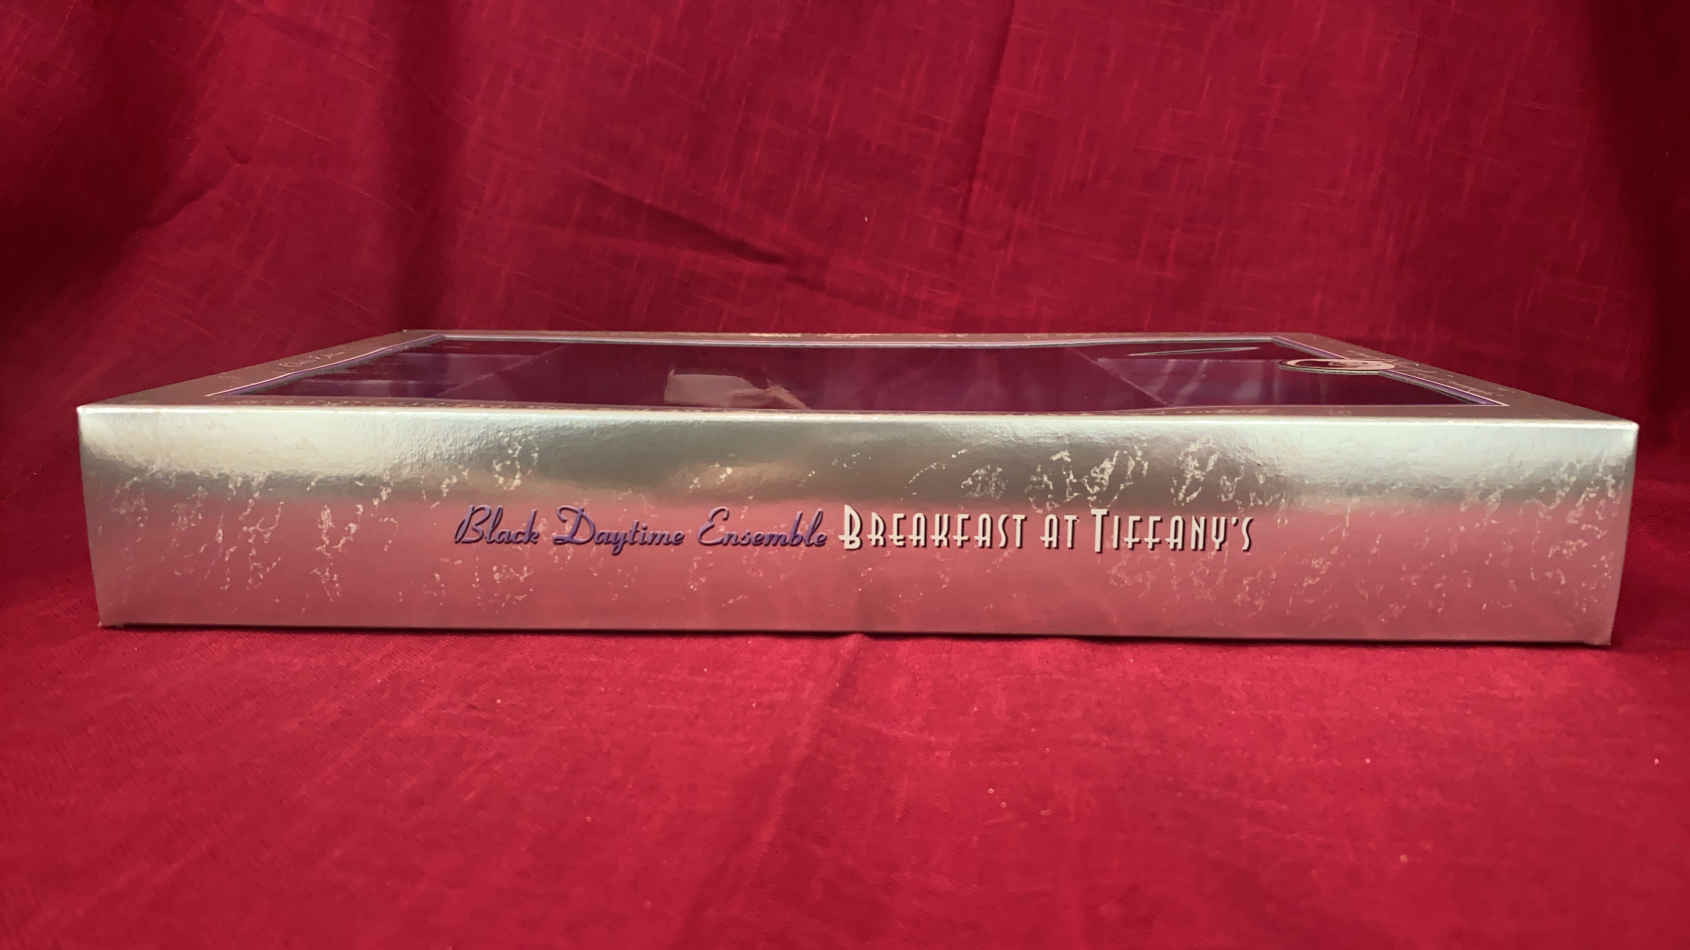 Black Daytime Ensemble BREAKFAST AT TIFFANY'S